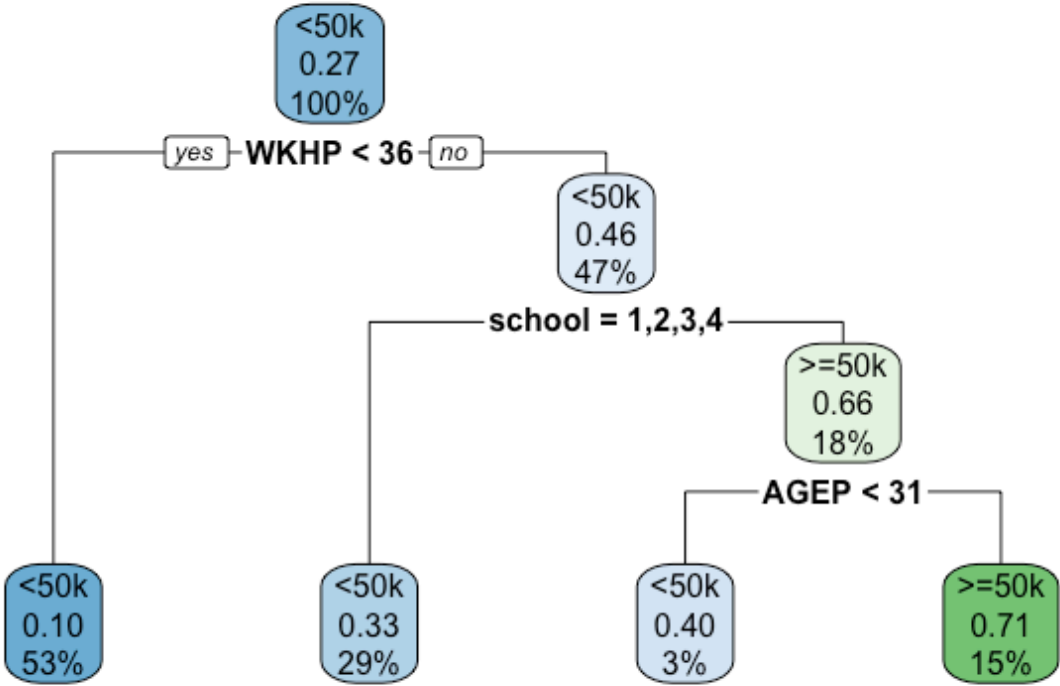 <50k
0.27
100%
yes WKHP < 36 no
<50k
0.46
47%
school = 1,2,3,4
>=50k
0.66
18%
AGEP < 31
<50k
0.10
53%
<50k
0.33
29%
<50k
0.40
3%
>=50k
0.71
15%